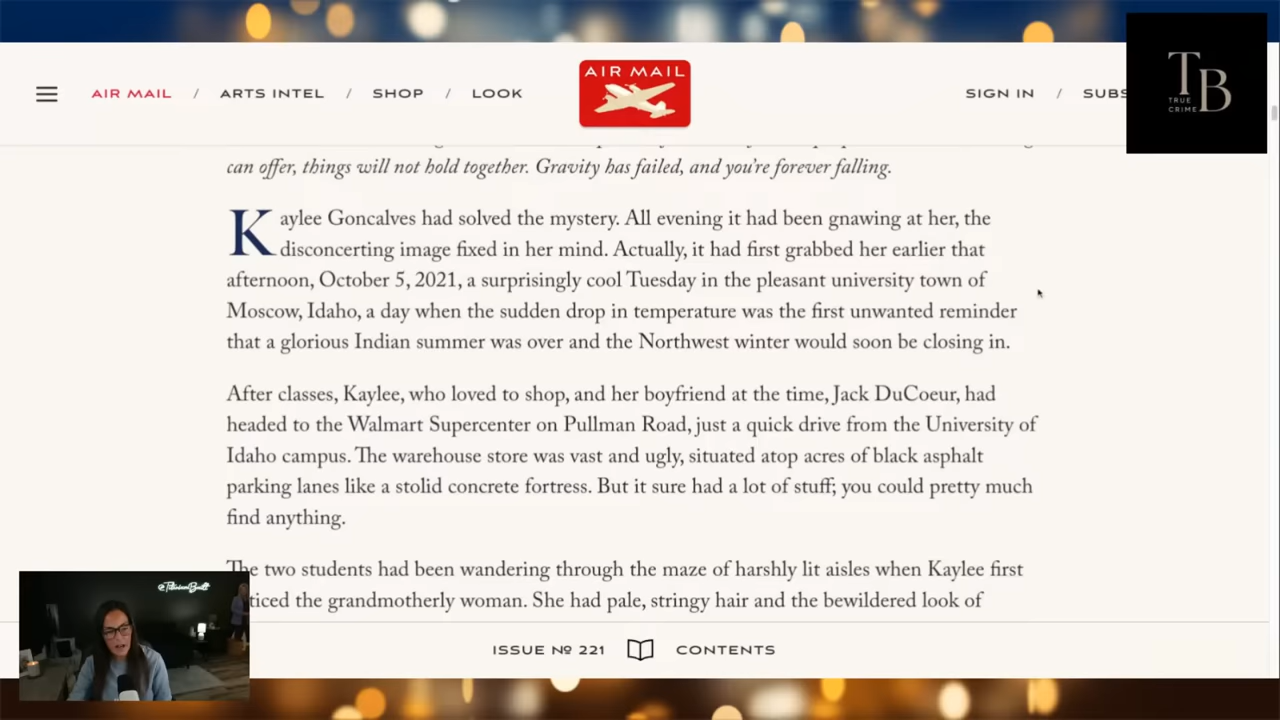 AIR MAIL / ARTS INTEL / SHOP / LOOK
AIR MAIL
SIGN IN / SUBS
TB
TRUE
CRIME
can offer, things will not hold together. Gravity has failed, and you're forever falling.
Kaylee Goncalves had solved the mystery. All evening it had been gnawing at her, the
disconcerting image fixed in her mind. Actually, it had first grabbed her earlier that
afternoon, October 5, 2021, a surprisingly cool Tuesday in the pleasant university town of
Moscow, Idaho, a day when the sudden drop in temperature was the first unwanted reminder
that a glorious Indian summer was over and the Northwest winter would soon be closing in.
After classes, Kaylee, who loved to shop, and her boyfriend at the time, Jack DuCoeur, had
headed to the Walmart Supercenter on Pullman Road, just a quick drive from the University of
Idaho campus. The warehouse store was vast and ugly, situated atop acres of black asphalt
parking lanes like a stolid concrete fortress. But it sure had a lot of stuff; you could pretty much
find anything.
The two students had been wandering through the maze of harshly lit aisles when Kaylee first
ticed the grandmotherly woman. She had pale, stringy hair and the bewildered look of
ISSUE Nº 221 CONTENTS